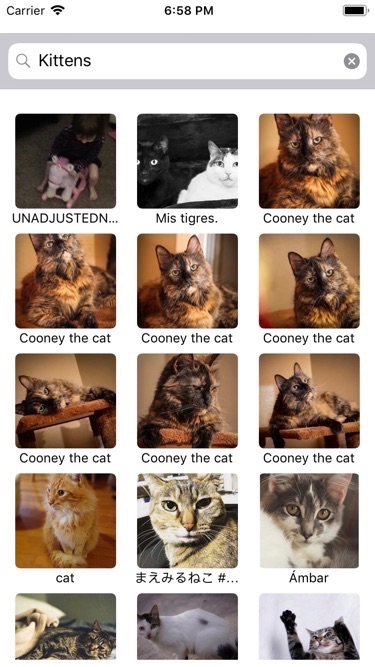 Carrier 6:58 PM
Kittens
UNADJUSTEDN... Mis tigres. Cooney the cat
Cooney the cat Cooney the cat Cooney the cat
Cooney the cat Cooney the cat Cooney the cat
cat まえみるねこ #... Ámbar